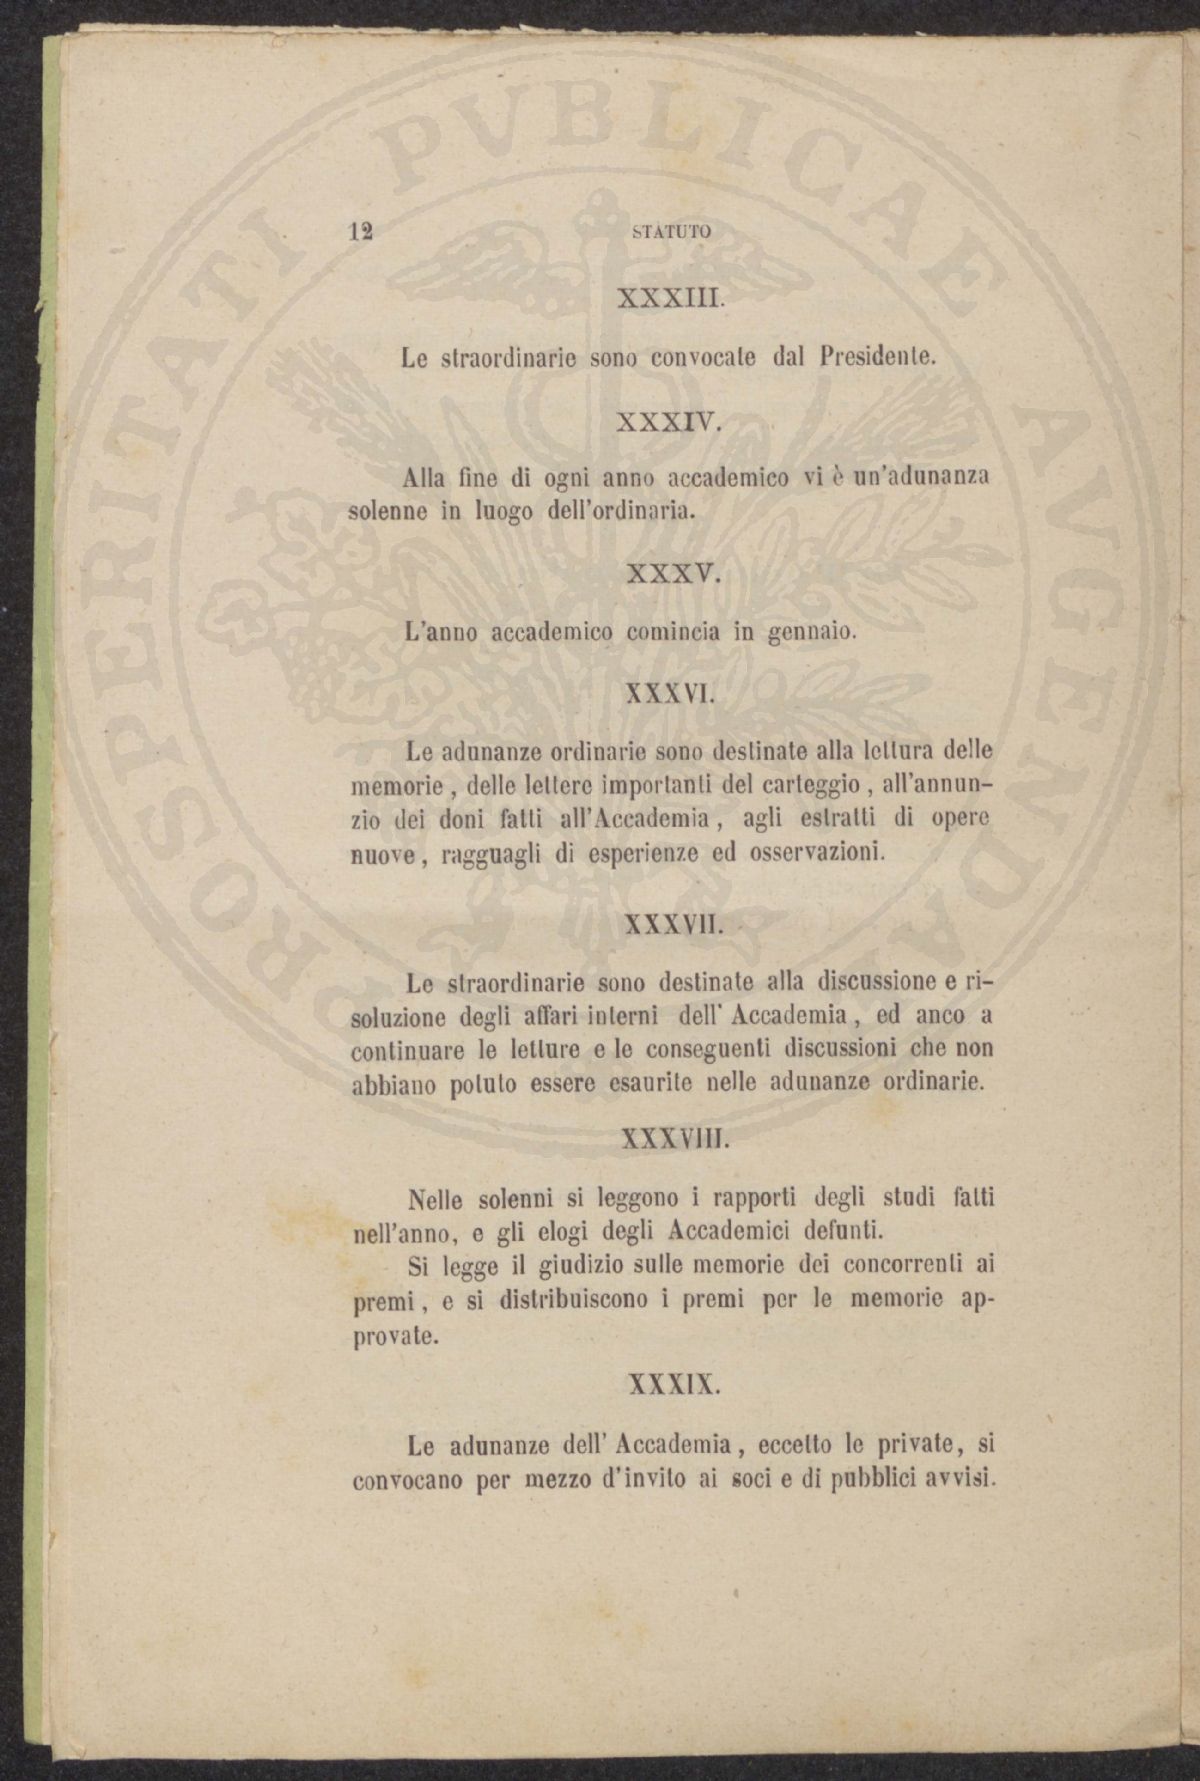 12 STATUTO
XXXIII.
Le straordinarie sono convocate dal Presidente.
XXXIV.
Alla fine di ogni anno accademico vi è un'adunanza
solenne in luogo dell'ordinaria.
XXXV.
L'anno accademico comincia in gennaio.
XXXVI.
Le adunanze ordinarie sono destinate alla lettura delle
memorie , delle lettere importanti del carteggio , all'annun-
zio dei doni fatti all'Accademia , agli estratti di opere
nuove , ragguagli di esperienze ed osservazioni.
XXXVII.
Le straordinarie sono destinate alla discussione e ri-
soluzione degli affari interni dell' Accademia , ed anco a
continuare le letture e le conseguenti discussioni che non
abbiano potuto essere esaurite nelle adunanze ordinarie.
XXXVIII.
Nelle solenni si leggono i rapporti degli studi fatti
nell'anno, e gli elogi degli Accademici defunti.
Si legge il giudizio sulle memorie dei concorrenti ai
premi , e si distribuiscono i premi per le memorie ap-
provate.
XXXIX.
Le adunanze dell' Accademia , eccetto le private, si
convocano per mezzo d'invito ai soci e di pubblici avvisi.
PROSPERITATI PVBLICAE AVGENDAE